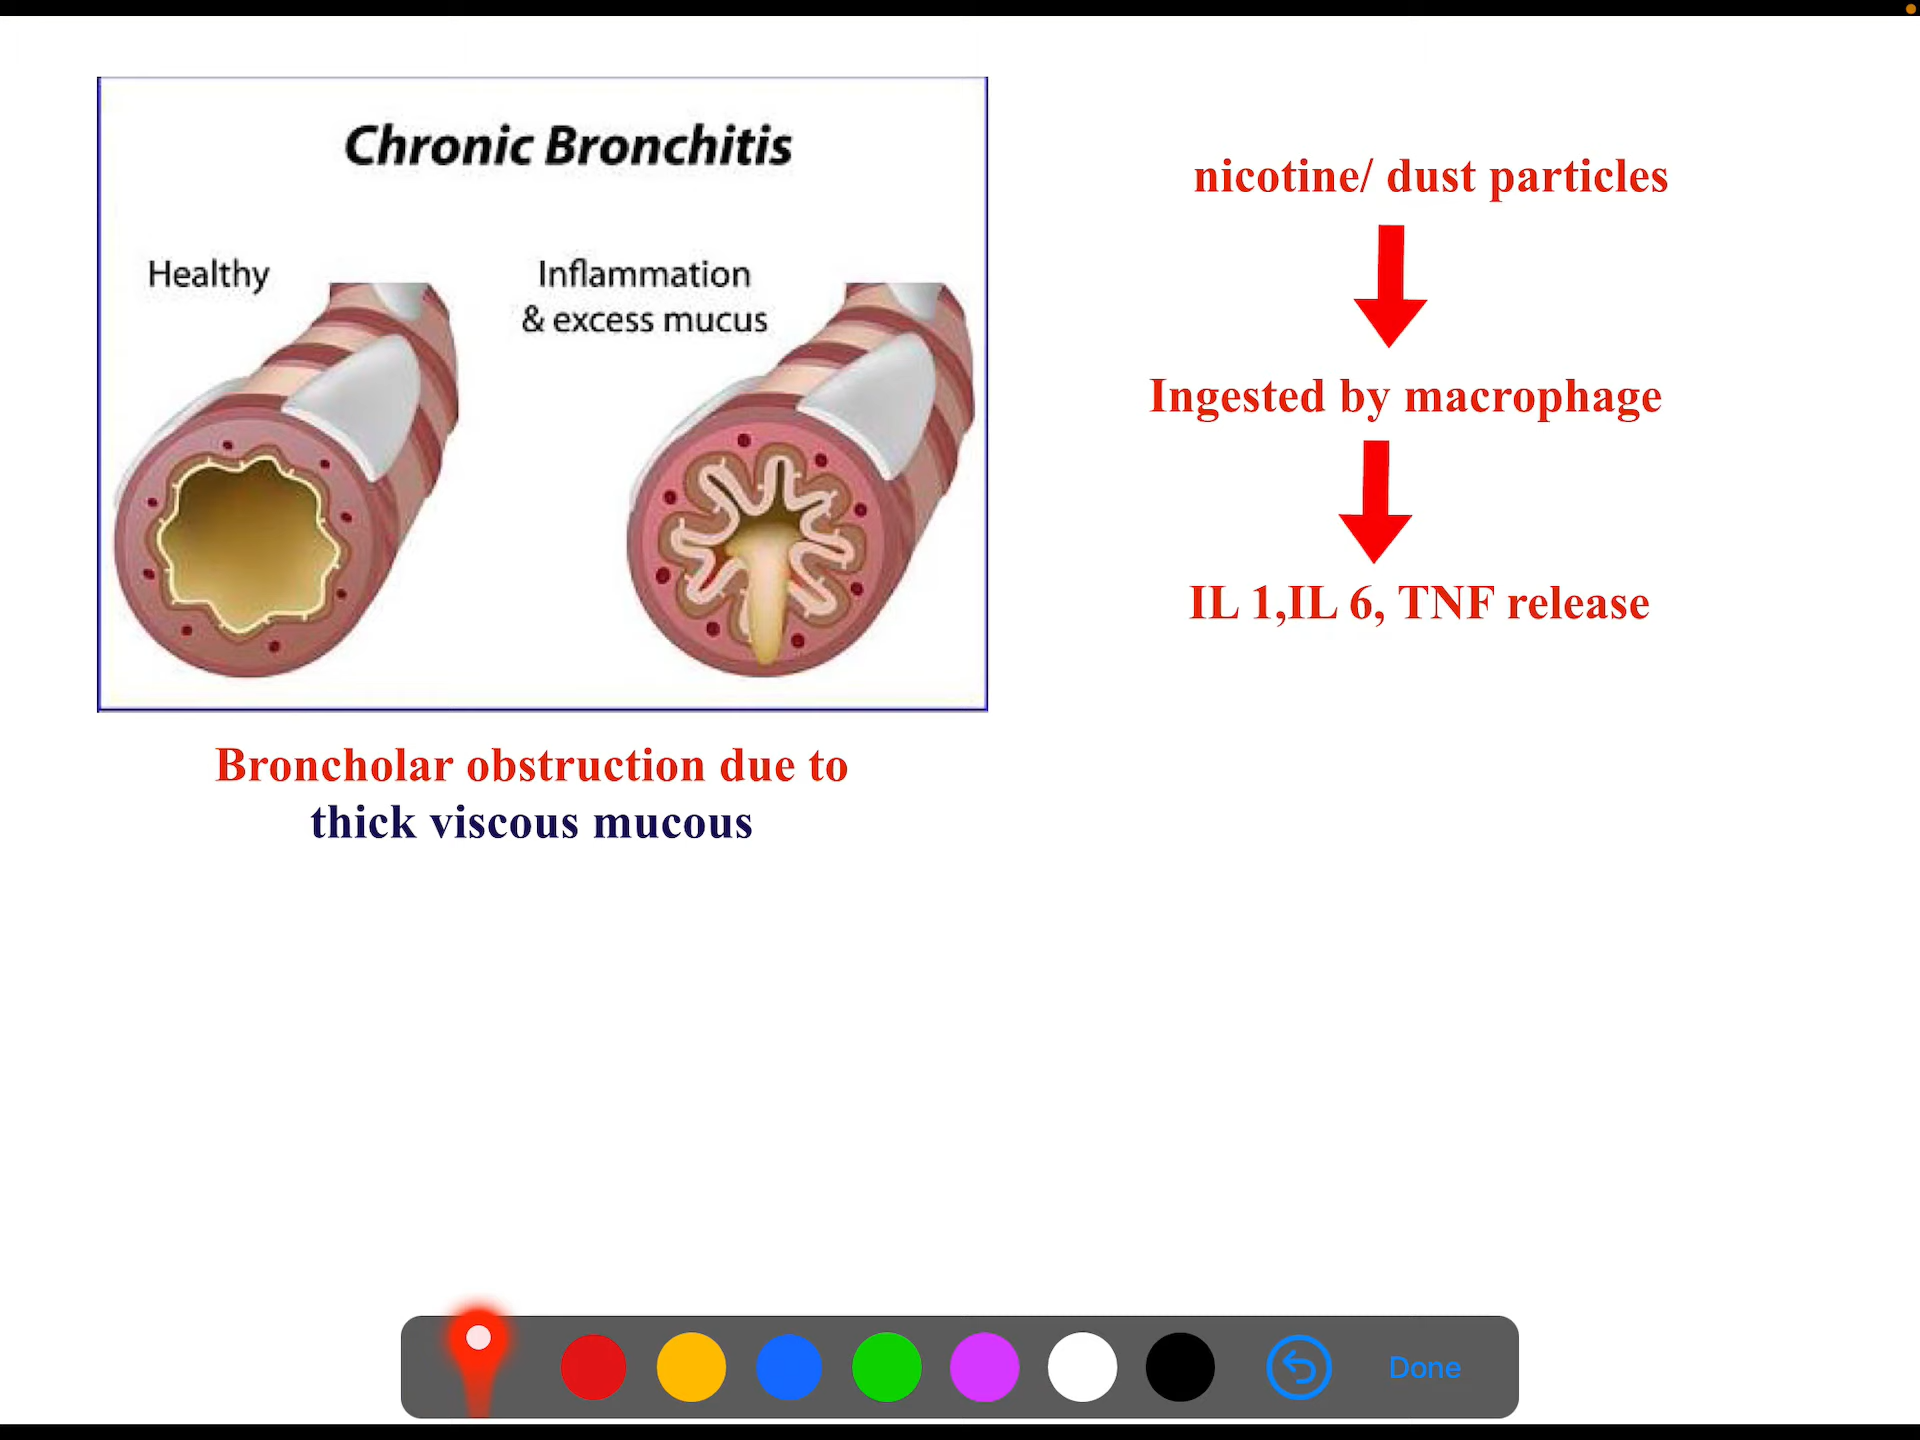 Chronic Bronchitis
Healthy
Inflammation
& excess mucus
Broncholar obstruction due to
thick viscous mucous
nicotine/ dust particles
Ingested by macrophage
IL 1,IL 6, TNF release
Done